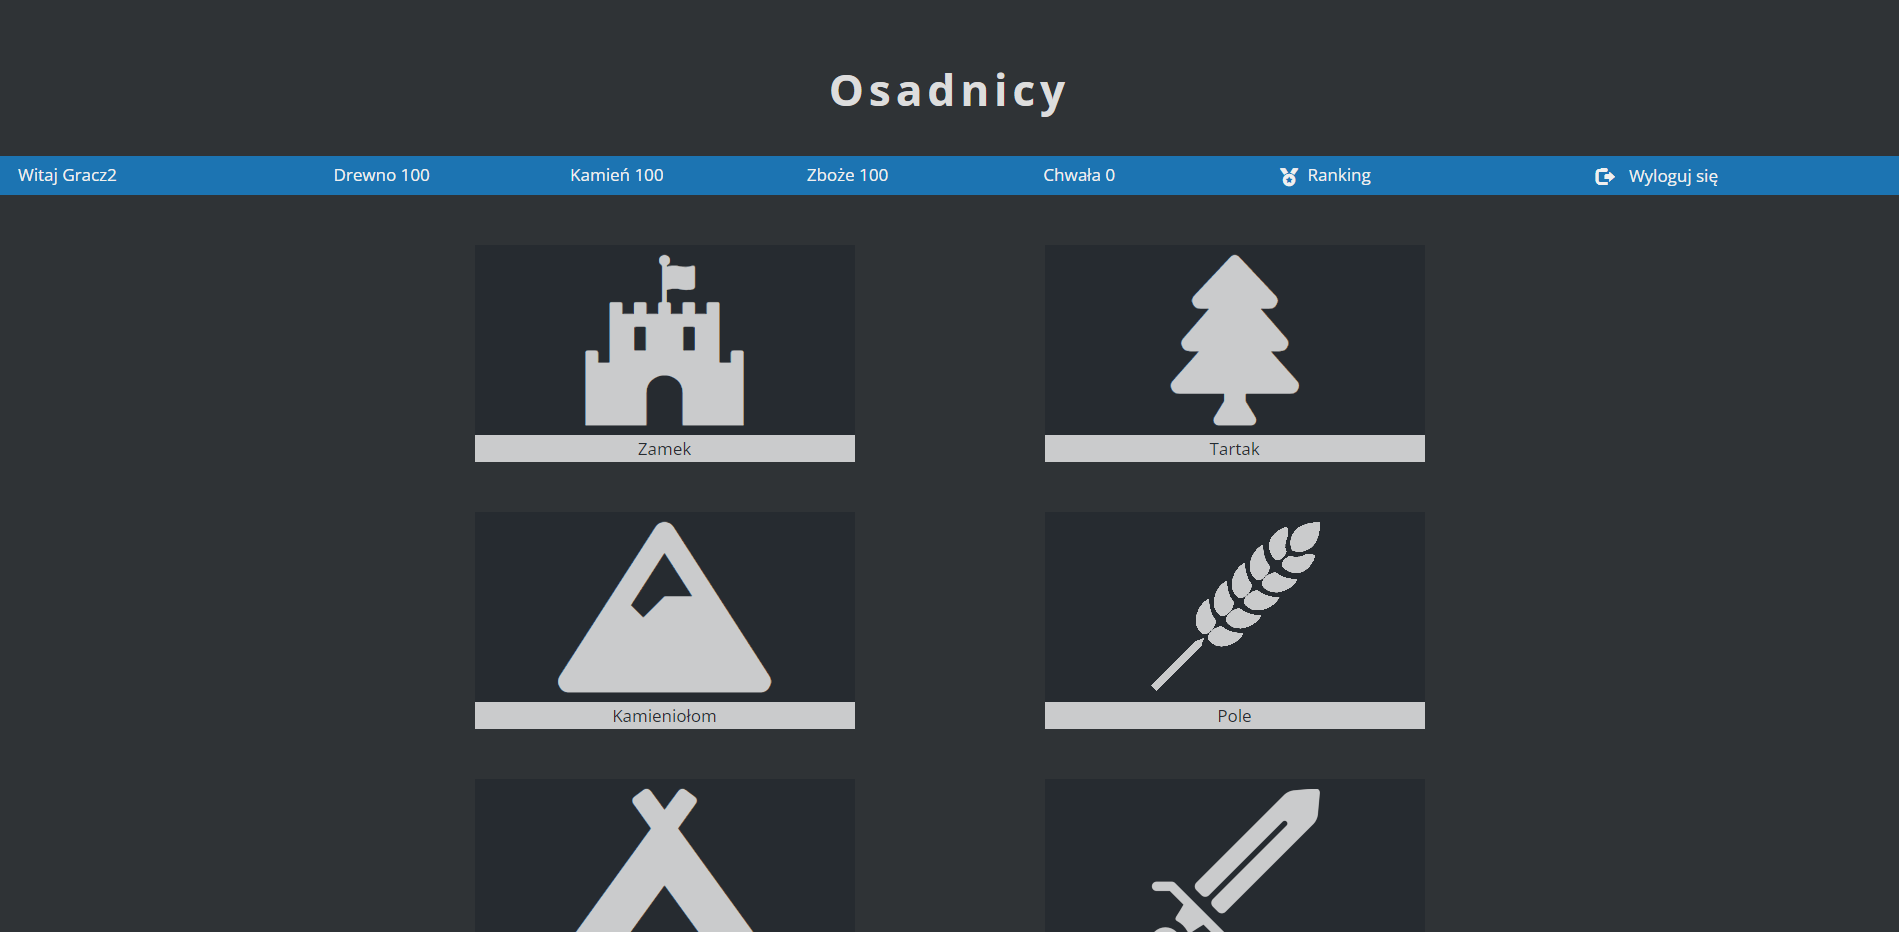 Osadnicy
Witaj Gracz2 Drewno 100 Kamień 100 Zboże 100 Chwała 0 Ranking Wyloguj się
Zamek Tartak
Kamieniołom Pole